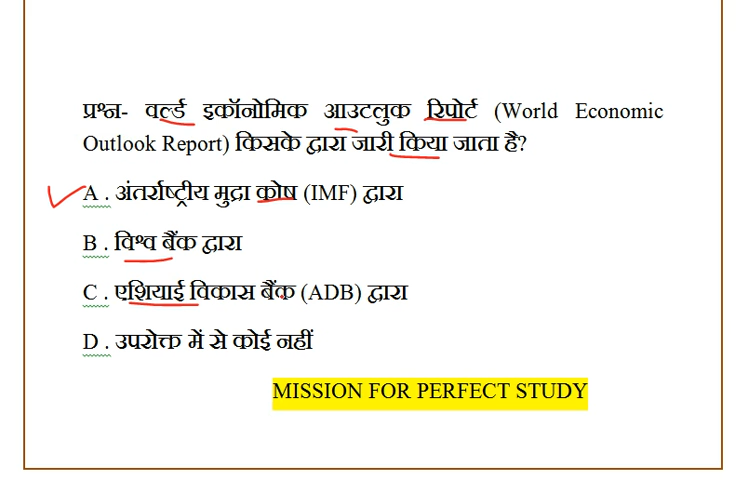 प्रश्न- वर्ल्ड इकॉनोमिक आउटलुक रिपोर्ट (World Economic
Outlook Report) किसके द्वारा जारी किया जाता है?
A . अंतर्राष्ट्रीय मुद्रा कोष (IMF) द्वारा
B . विश्व बैंक द्वारा
C . एशियाई विकास बैंक (ADB) द्वारा
D . उपरोक्त में से कोई नहीं
MISSION FOR PERFECT STUDY